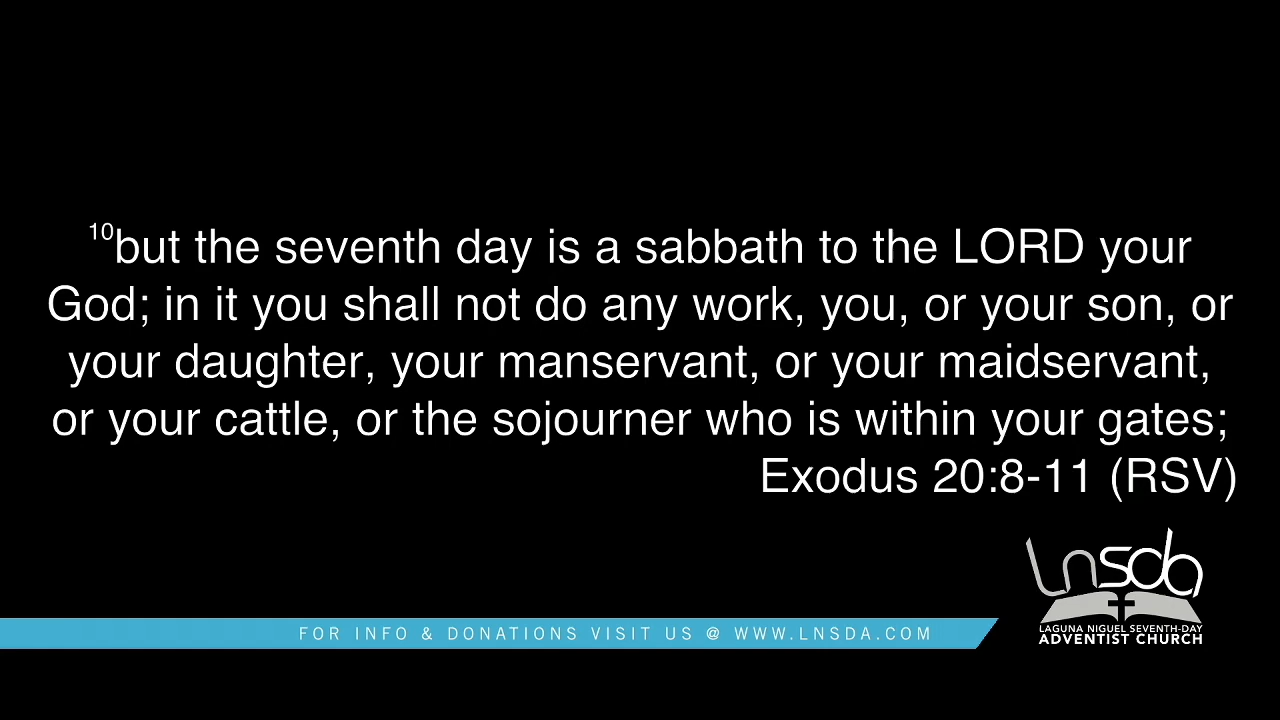 10but the seventh day is a sabbath to the LORD your
God; in it you shall not do any work, you, or your son, or
your daughter, your manservant, or your maidservant,
or your cattle, or the sojourner who is within your gates;
Exodus 20:8-11 (RSV)
Lnsda
LAGUNA NIGUEL SEVENTH-DAY
ADVENTIST CHURCH
FOR INFO & DONATIONS VISIT US @ WWW.LNSDA.COM